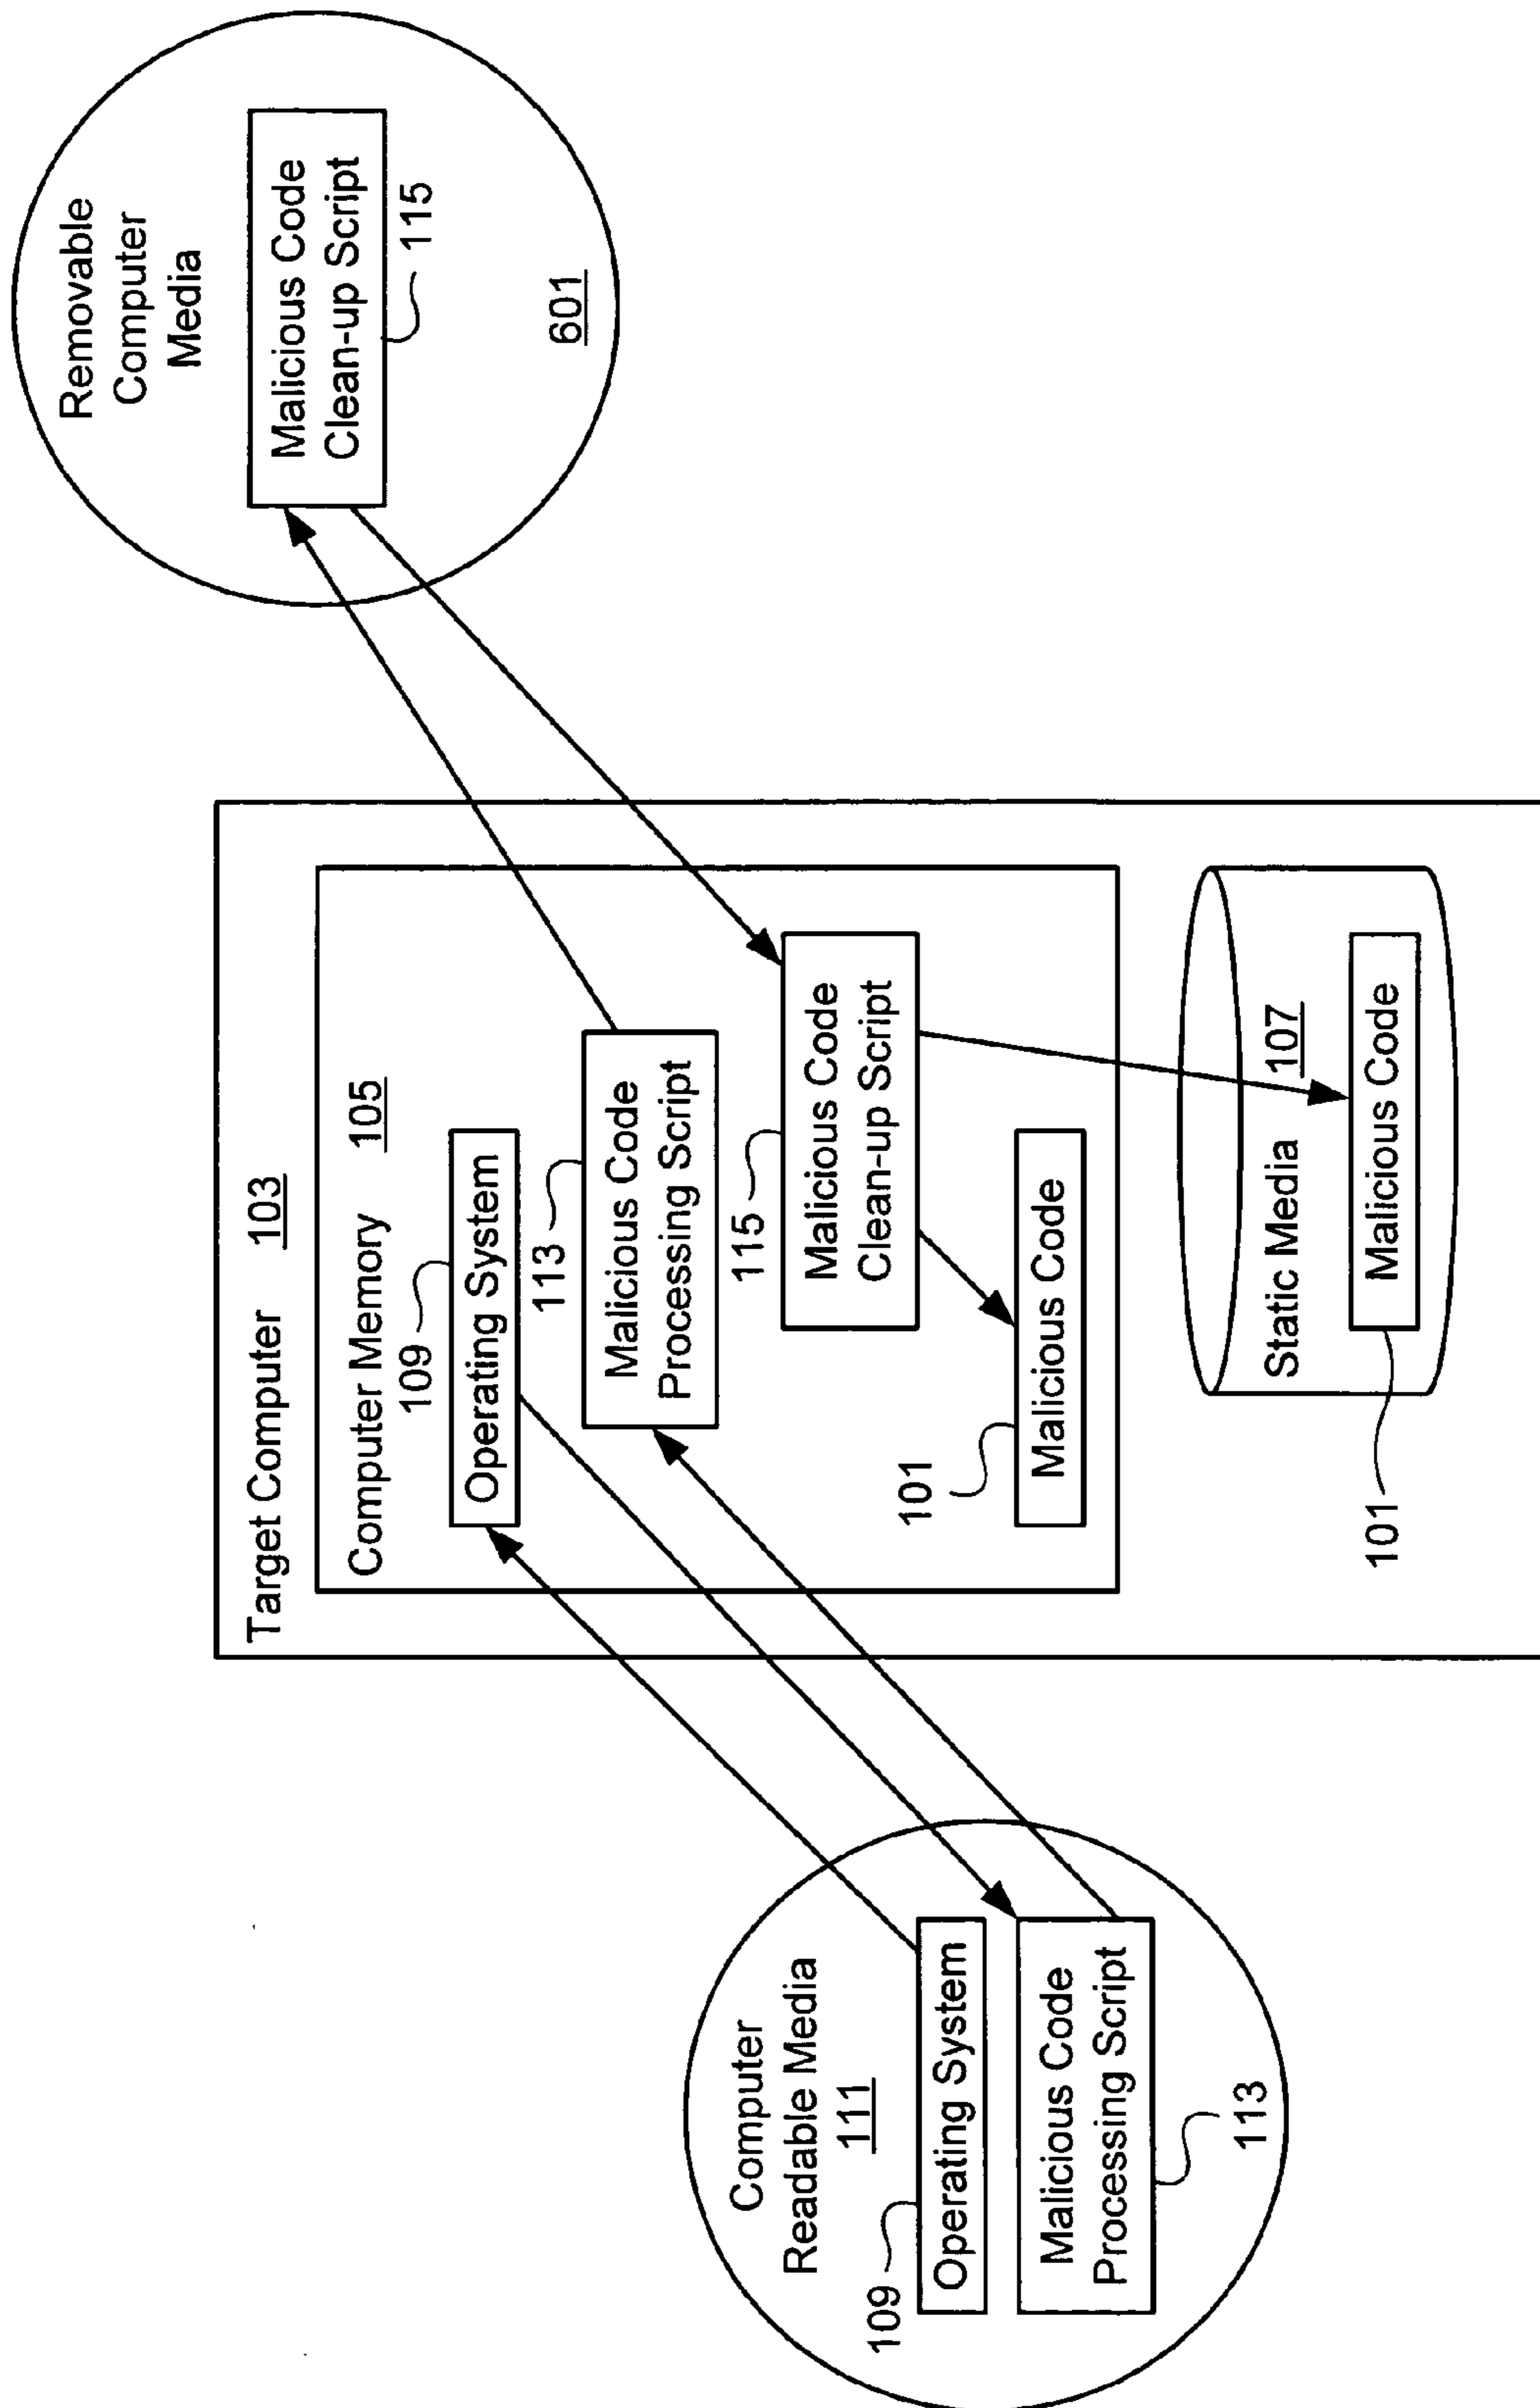 Computer
Readable Media
111
109
Operating System
Malicious Code
Processing Script
113
Target Computer 103
Computer Memory 105
109
Operating System
113
Malicious Code
Processing Script
115
Malicious Code
Clean-up Script
101
Malicious Code
Static Media 107
Malicious Code
101
Removable
Computer
Media
Malicious Code
Clean-up Script
115
601